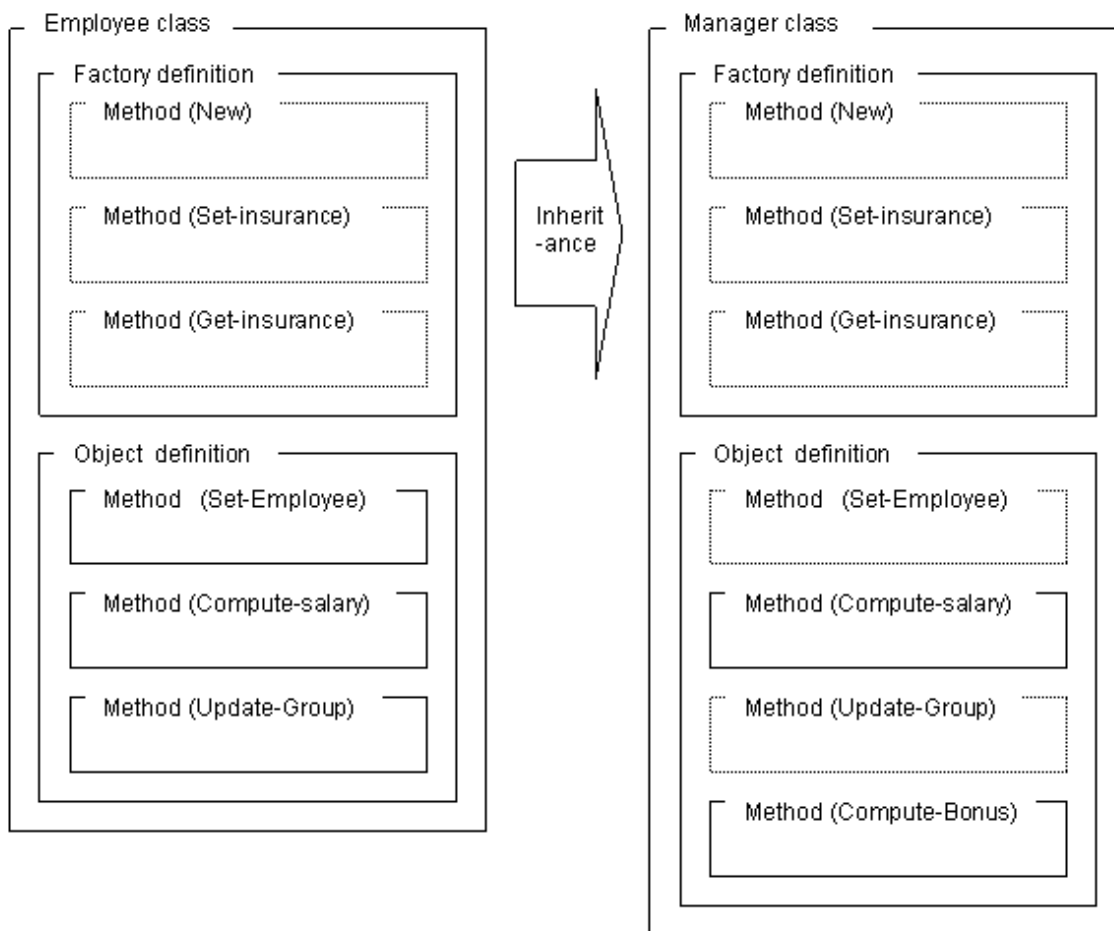 Employee class
Factory definition
Method (New)
Method (Set-insurance)
Method (Get-insurance)
Object definition
Method (Set-Employee)
Method (Compute-salary)
Method (Update-Group)
Inherit
-ance
Manager class
Factory definition
Method (New)
Method (Set-insurance)
Method (Get-insurance)
Object definition
Method (Set-Employee)
Method (Compute-salary)
Method (Update-Group)
Method (Compute-Bonus)